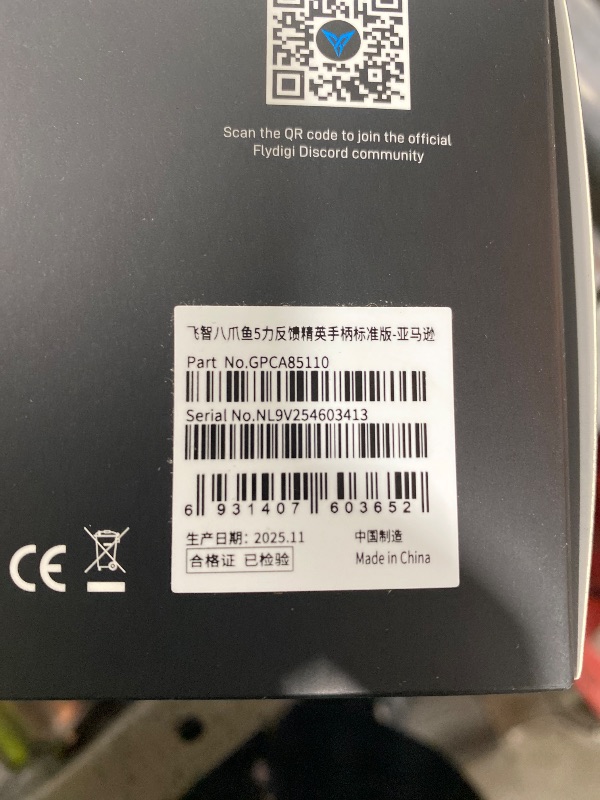 Scan the QR code to join the official
Flydigi Discord community
飞智八爪鱼5力反馈精英手柄标准版-亚马逊
Part No.GPCA85110
Serial No.NL9V254603413
6 931407 603652
生产日期: 2025.11 中国制造
合格证 已检验 Made in China
CE